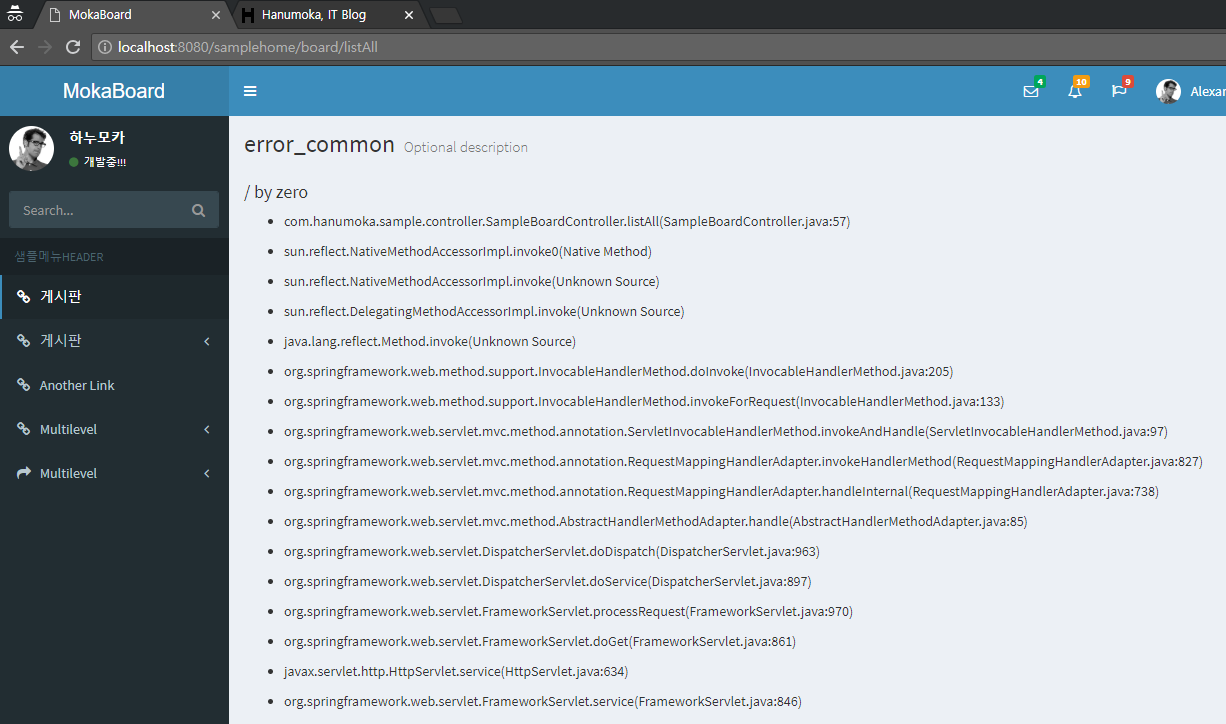 MokaBoard
Hanumoka, IT Blog
localhost:8080/samplehome/board/listAll
MokaBoard
4
10
9
Alexar
하누모카
개발중!!!
Search...
샘플메뉴HEADER
게시판
게시판
Another Link
Multilevel
Multilevel
error_common Optional description
/ by zero
com.hanumoka.sample.controller.SampleBoardController.listAll(SampleBoardController.java:57)
sun.reflect.NativeMethodAccessorImpl.invoke0(Native Method)
sun.reflect.NativeMethodAccessorImpl.invoke(Unknown Source)
sun.reflect.DelegatingMethodAccessorImpl.invoke(Unknown Source)
java.lang.reflect.Method.invoke(Unknown Source)
org.springframework.web.method.support.InvocableHandlerMethod.doInvoke(InvocableHandlerMethod.java:205)
org.springframework.web.method.support.InvocableHandlerMethod.invokeForRequest(InvocableHandlerMethod.java:133)
org.springframework.web.servlet.mvc.method.annotation.ServletInvocableHandlerMethod.invokeAndHandle(ServletInvocableHandlerMethod.java:97)
org.springframework.web.servlet.mvc.method.annotation.RequestMappingHandlerAdapter.invokeHandlerMethod(RequestMappingHandlerAdapter.java:827)
org.springframework.web.servlet.mvc.method.annotation.RequestMappingHandlerAdapter.handleInternal(RequestMappingHandlerAdapter.java:738)
org.springframework.web.servlet.mvc.method.AbstractHandlerMethodAdapter.handle(AbstractHandlerMethodAdapter.java:85)
org.springframework.web.servlet.DispatcherServlet.doDispatch(DispatcherServlet.java:963)
org.springframework.web.servlet.DispatcherServlet.doService(DispatcherServlet.java:897)
org.springframework.web.servlet.FrameworkServlet.processRequest(FrameworkServlet.java:970)
org.springframework.web.servlet.FrameworkServlet.doGet(FrameworkServlet.java:861)
javax.servlet.http.HttpServlet.service(HttpServlet.java:634)
org.springframework.web.servlet.FrameworkServlet.service(FrameworkServlet.java:846)